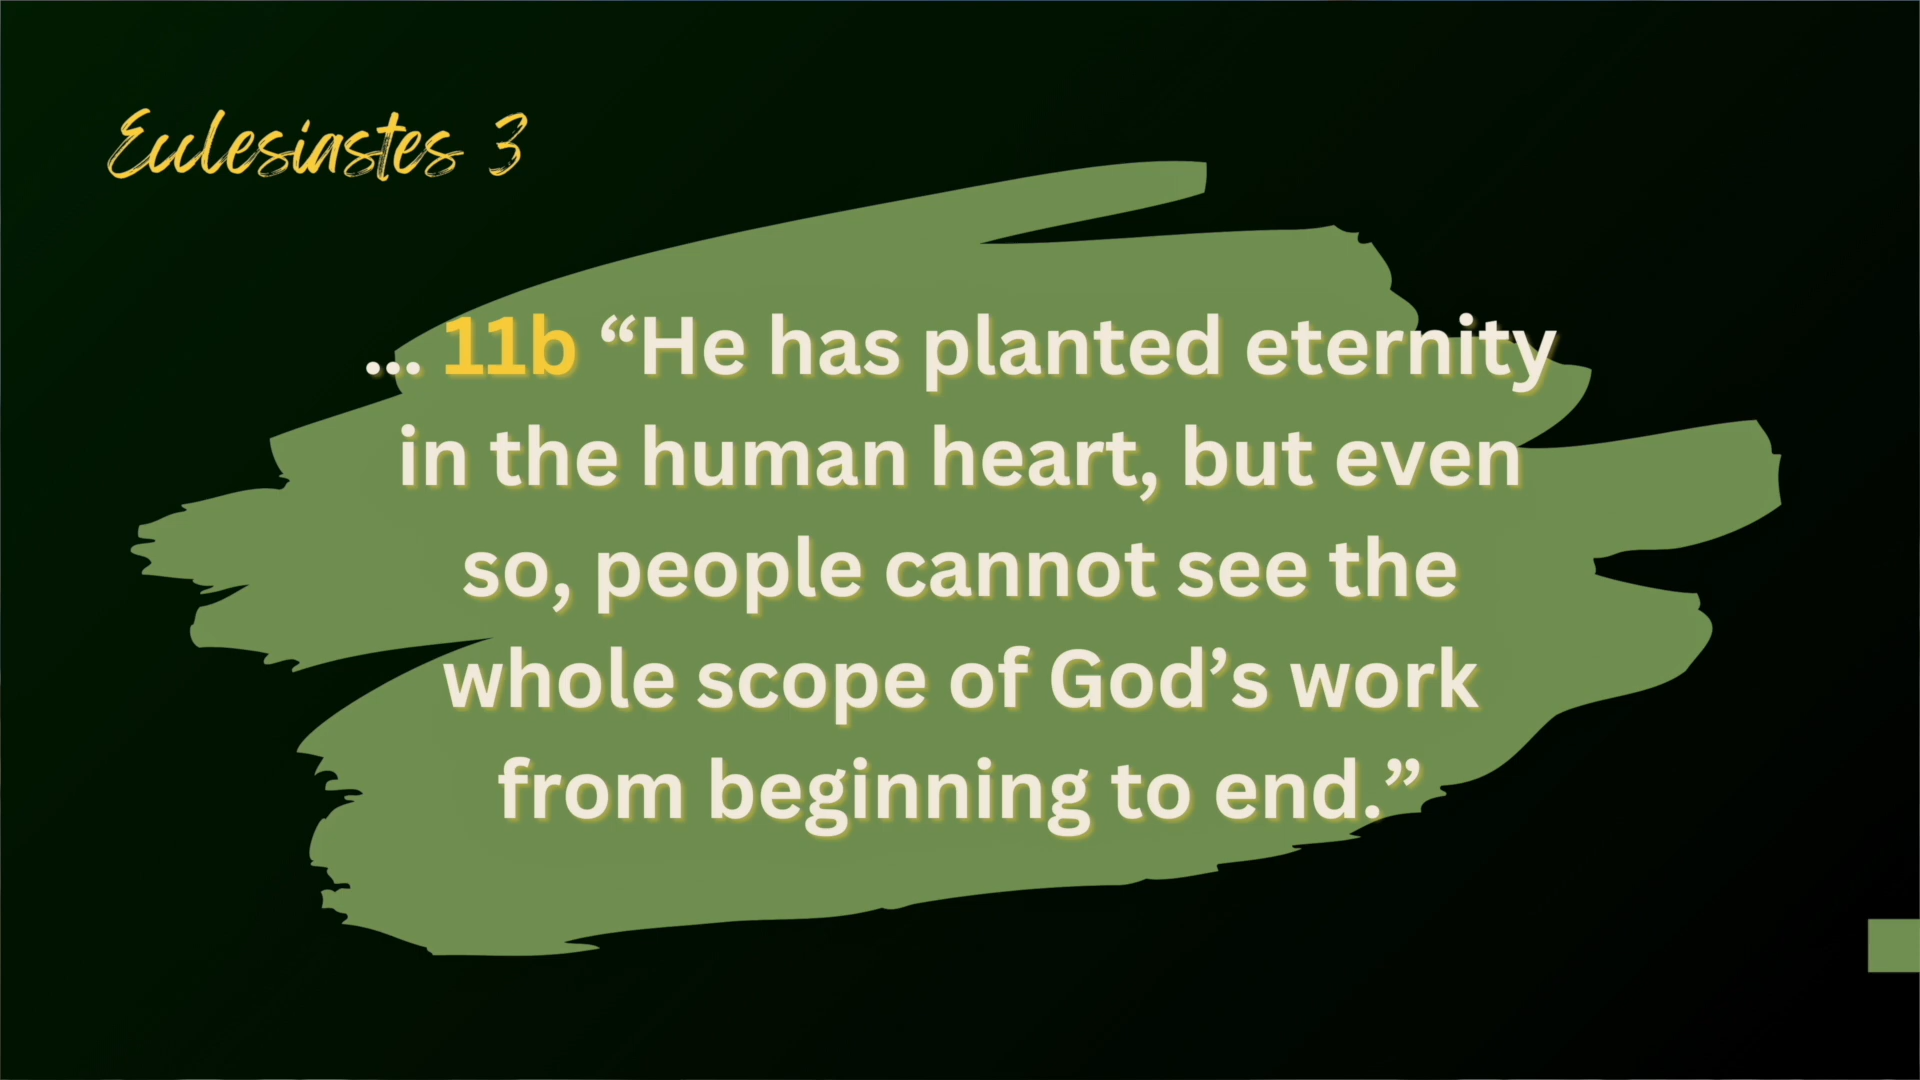 Ecclesiastes 3
... 11b “He has planted eternity
in the human heart, but even
so, people cannot see the
whole scope of God’s work
from beginning to end.”